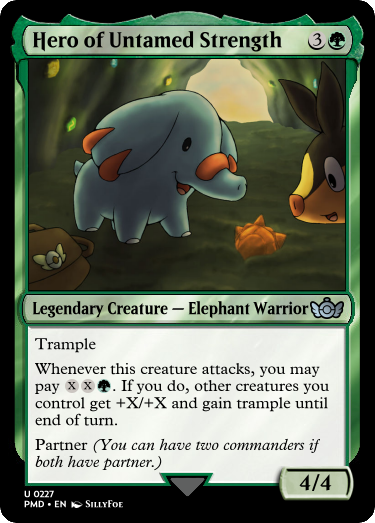 Hero of Untamed Strength 3
Legendary Creature — Elephant Warrior
Trample
Whenever this creature attacks, you may
pay X X . If you do, other creatures you
control get +X/+X and gain trample until
end of turn.
Partner (You can have two commanders if
both have partner.)
4/4
U 0227
PMD • EN SillyFoe